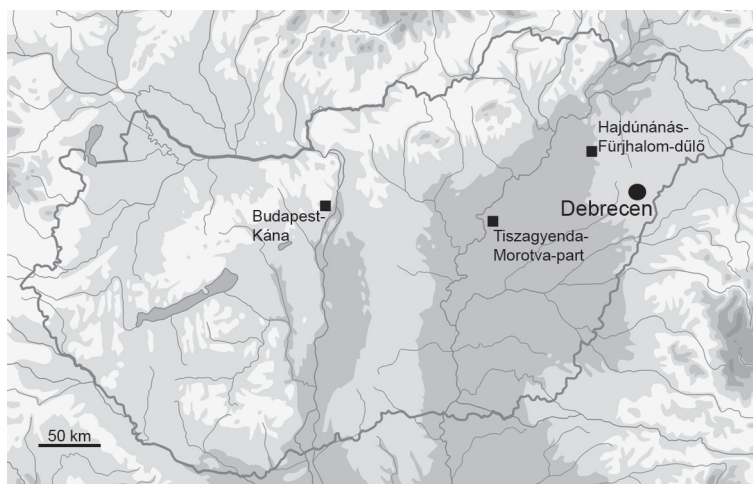 Hajdúnánás-
Fürjhalom-dűlő
Debrecen
Budapest-
Kána
Tiszagyenda-
Morotva-part
50 km